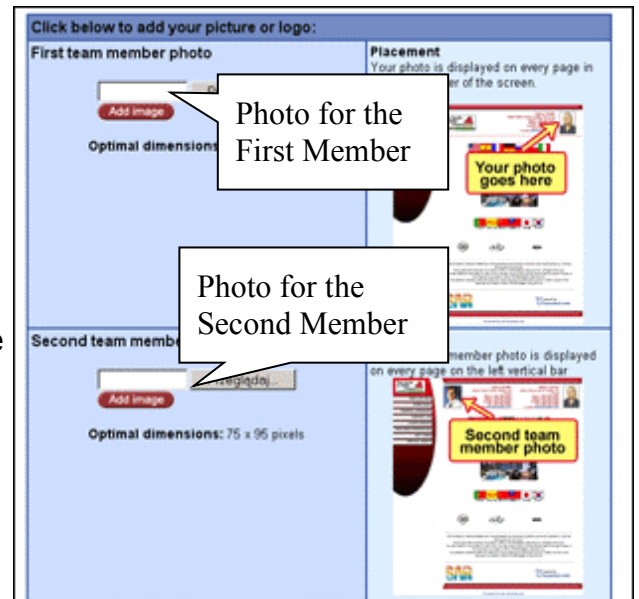 Click below to add your picture or logo:
First team member photo
Placement
Your photo is displayed on every page in
er of the screen.
Add image
Optimal dimensions
Photo for the
First Member
Your photo
goes here
Photo for the
Second Member
e
Second team membe
member photo is displayed
on every page on the left vertical bar
zeglądaj...
Add image
Optimal dimensions: 75 x 95 pixels
Second team
member photo